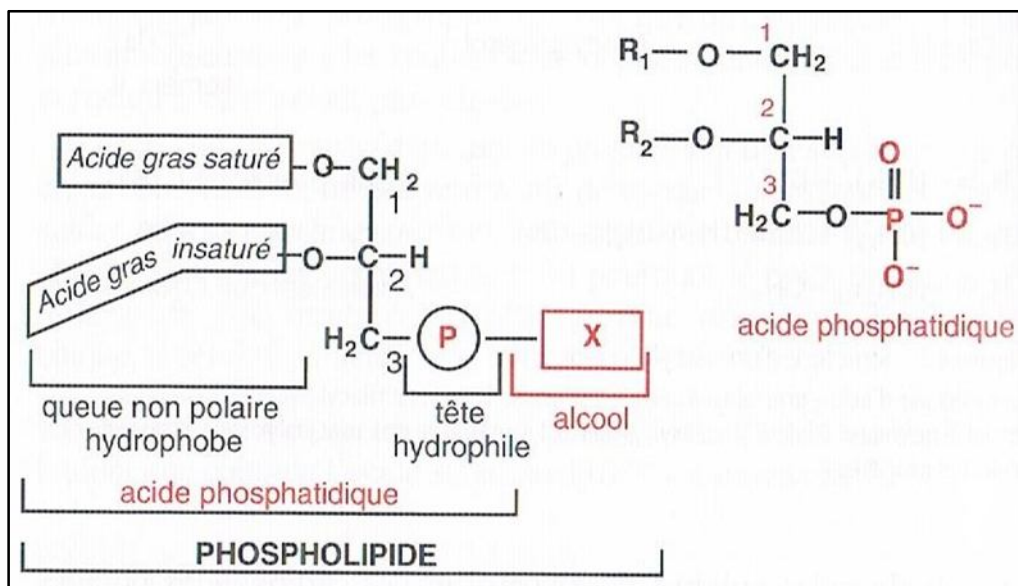 Acide gras saturé
O
CH₂
1
Acide gras insaturé
O
C
H
2
H₂C
3
P
X
queue non polaire
hydrophobe
tête
hydrophile
alcool
acide phosphatidique
PHOSPHOLIPIDE
1
R₁
O
CH₂
2
R₂
O
C
H
3
H₂C
O
P
O
O⁻
O⁻
acide phosphatidique